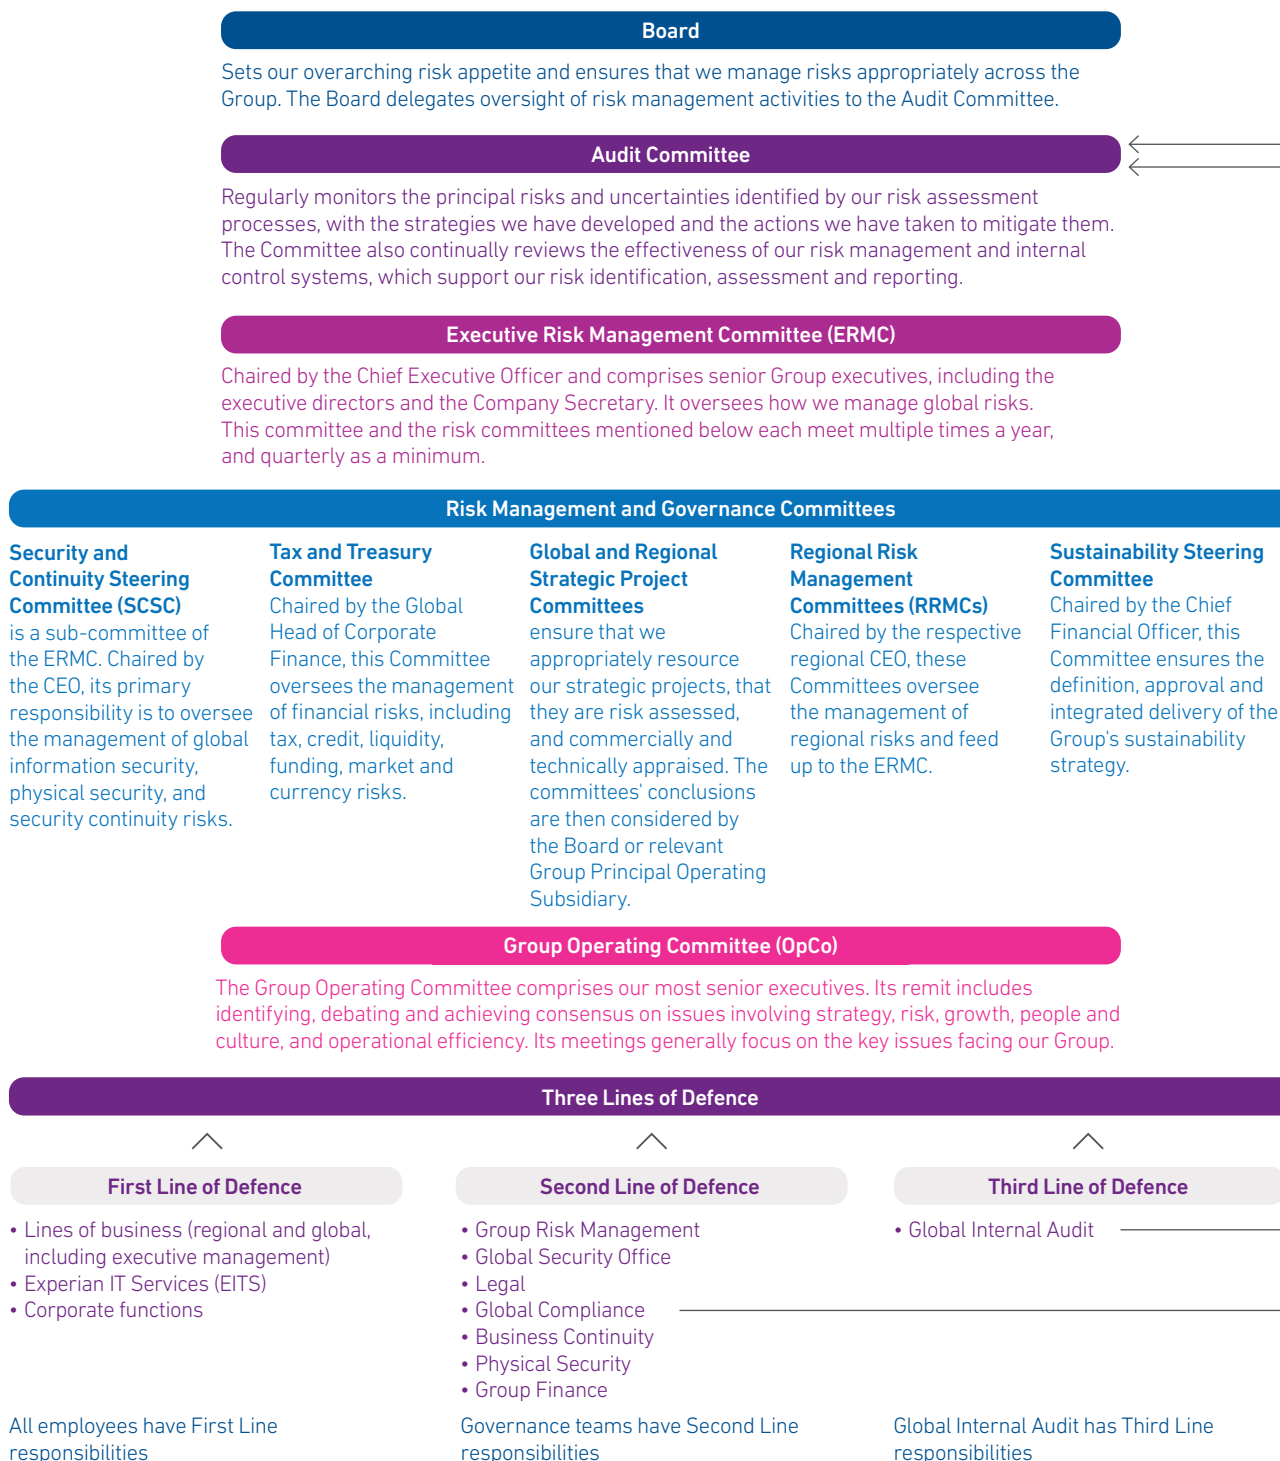 Board
Sets our overarching risk appetite and ensures that we manage risks appropriately across the
Group. The Board delegates oversight of risk management activities to the Audit Committee.
Audit Committee
Regularly monitors the principal risks and uncertainties identified by our risk assessment
processes, with the strategies we have developed and the actions we have taken to mitigate them.
The Committee also continually reviews the effectiveness of our risk management and internal
control systems, which support our risk identification, assessment and reporting.
Executive Risk Management Committee (ERMC)
Chaired by the Chief Executive Officer and comprises senior Group executives, including the
executive directors and the Company Secretary. It oversees how we manage global risks.
This committee and the risk committees mentioned below each meet multiple times a year,
and quarterly as a minimum.
Risk Management and Governance Committees
Security and
Continuity Steering
Committee (SCSC)
is a sub-committee of
the ERMC. Chaired by
the CEO, its primary
responsibility is to oversee
the management of global
information security,
physical security, and
security continuity risks.
Tax and Treasury
Committee
Chaired by the Global
Head of Corporate
Finance, this Committee
oversees the management
of financial risks, including
tax, credit, liquidity,
funding, market and
currency risks.
Global and Regional
Strategic Project
Committees
ensure that we
appropriately resource
our strategic projects, that
they are risk assessed,
and commercially and
technically appraised. The
committees' conclusions
are then considered by
the Board or relevant
Group Principal Operating
Subsidiary.
Regional Risk
Management
Committees (RRMCs)
Chaired by the respective
regional CEO, these
Committees oversee
the management of
regional risks and feed
up to the ERMC.
Sustainability Steering
Committee
Chaired by the Chief
Financial Officer, this
Committee ensures the
definition, approval and
integrated delivery of the
Group's sustainability
strategy.
Group Operating Committee (OpCo)
The Group Operating Committee comprises our most senior executives. Its remit includes
identifying, debating and achieving consensus on issues involving strategy, risk, growth, people and
culture, and operational efficiency. Its meetings generally focus on the key issues facing our Group.
Three Lines of Defence
First Line of Defence
• Lines of business (regional and global,
including executive management)
• Experian IT Services (EITS)
• Corporate functions
All employees have First Line
responsibilities
Second Line of Defence
• Group Risk Management
• Global Security Office
• Legal
• Global Compliance
• Business Continuity
• Physical Security
• Group Finance
Governance teams have Second Line
responsibilities
Third Line of Defence
• Global Internal Audit
Global Internal Audit has Third Line
responsibilities